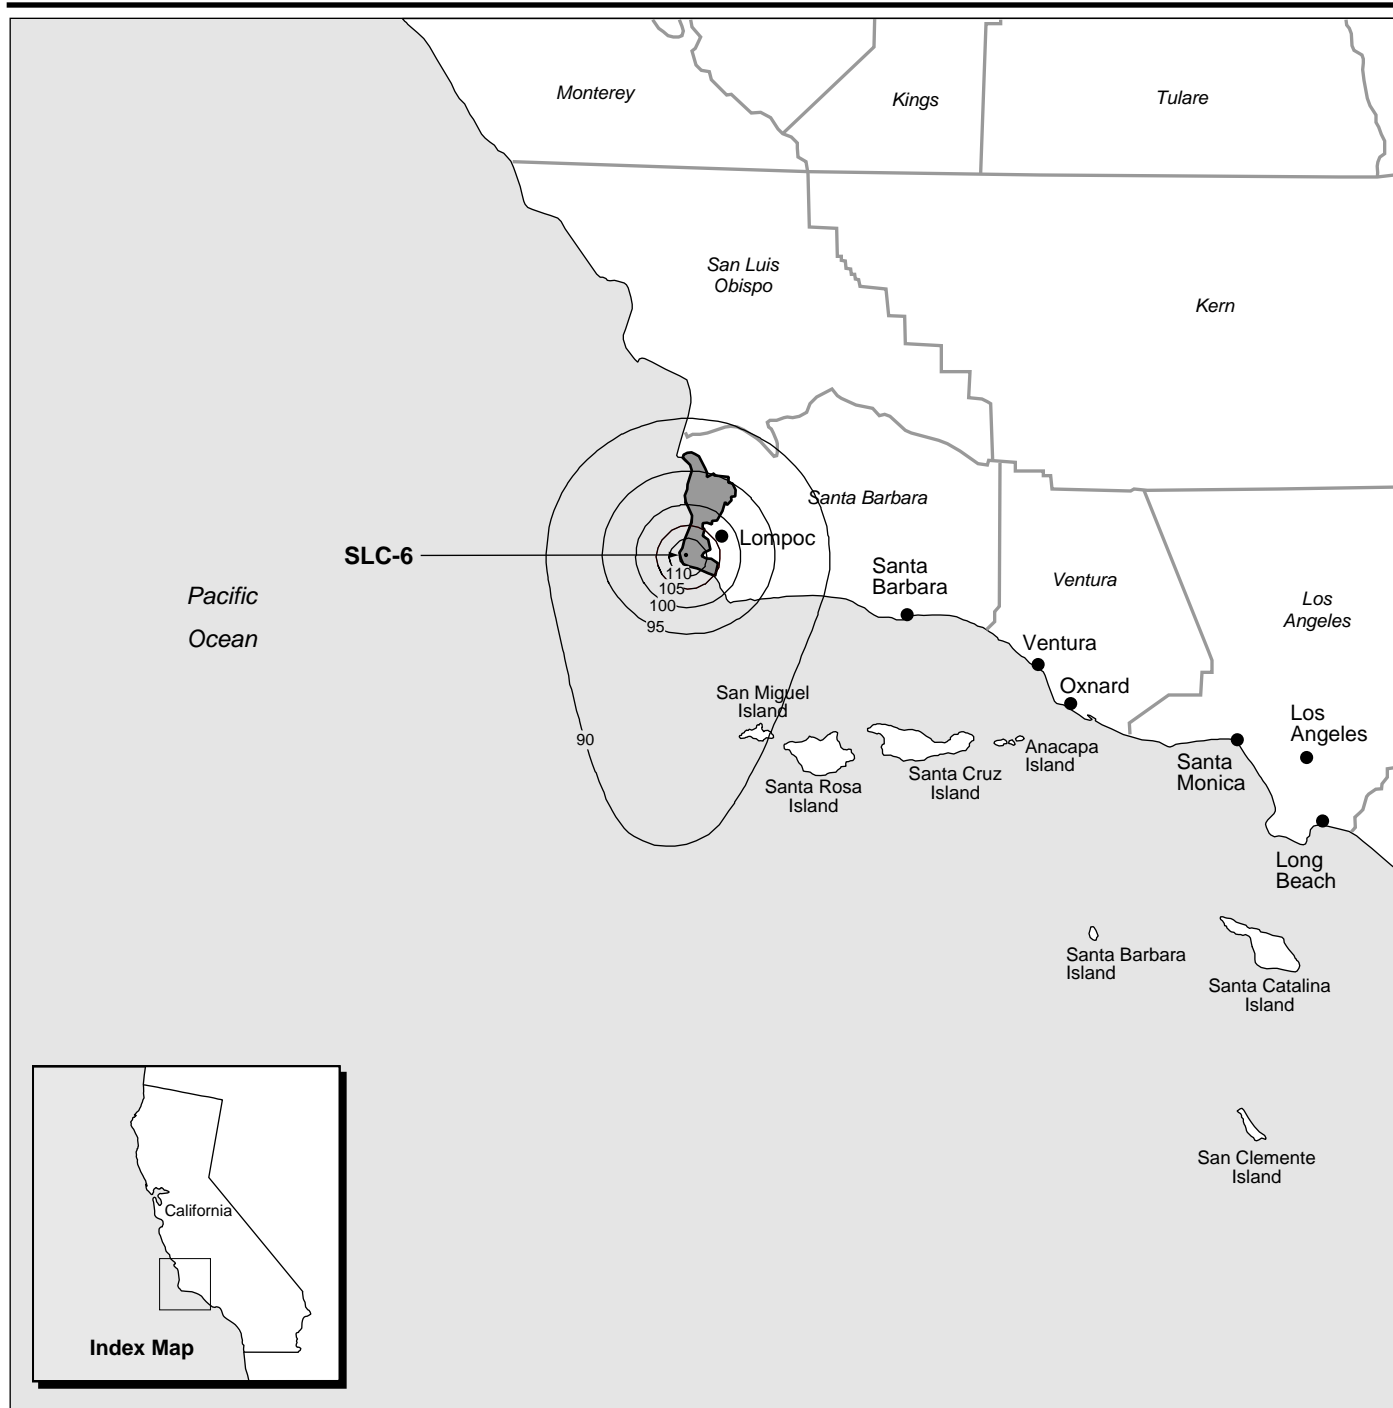 Monterey
Kings
Tulare
San Luis
Obispo
Kern
Santa Barbara
Lompoc
SLC-6
110
105
100
95
90
Pacific
Ocean
Santa
Barbara
Ventura
Los
Angeles
Ventura
Oxnard
San Miguel
Island
Santa Rosa
Island
Santa Cruz
Island
Anacapa
Island
Santa
Monica
Los
Angeles
Long
Beach
Santa Barbara
Island
Santa Catalina
Island
San Clemente
Island
California
Index Map